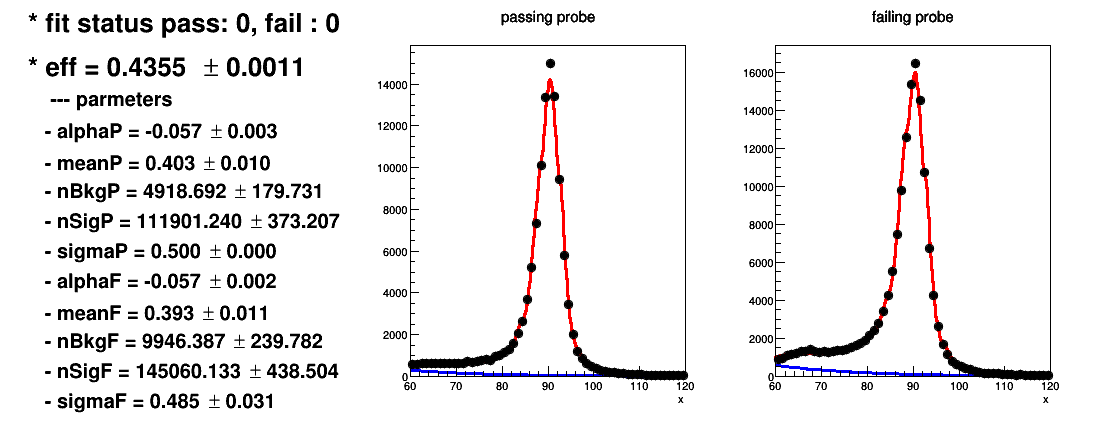 * fit status pass: 0, fail : 0
* eff = 0.4355 ± 0.0011
--- parmeters
- alphaP = -0.057 ± 0.003
- meanP = 0.403 ± 0.010
- nBkgP = 4918.692 ± 179.731
- nSigP = 111901.240 ± 373.207
- sigmaP = 0.500 ± 0.000
- alphaF = -0.057 ± 0.002
- meanF = 0.393 ± 0.011
- nBkgF = 9946.387 ± 239.782
- nSigF = 145060.133 ± 438.504
- sigmaF = 0.485 ± 0.031
passing probe
14000
12000
10000
8000
6000
4000
2000
0
60 70 80 90 100 110 120
x
failing probe
16000
14000
12000
10000
8000
6000
4000
2000
0
60 70 80 90 100 110 120
x